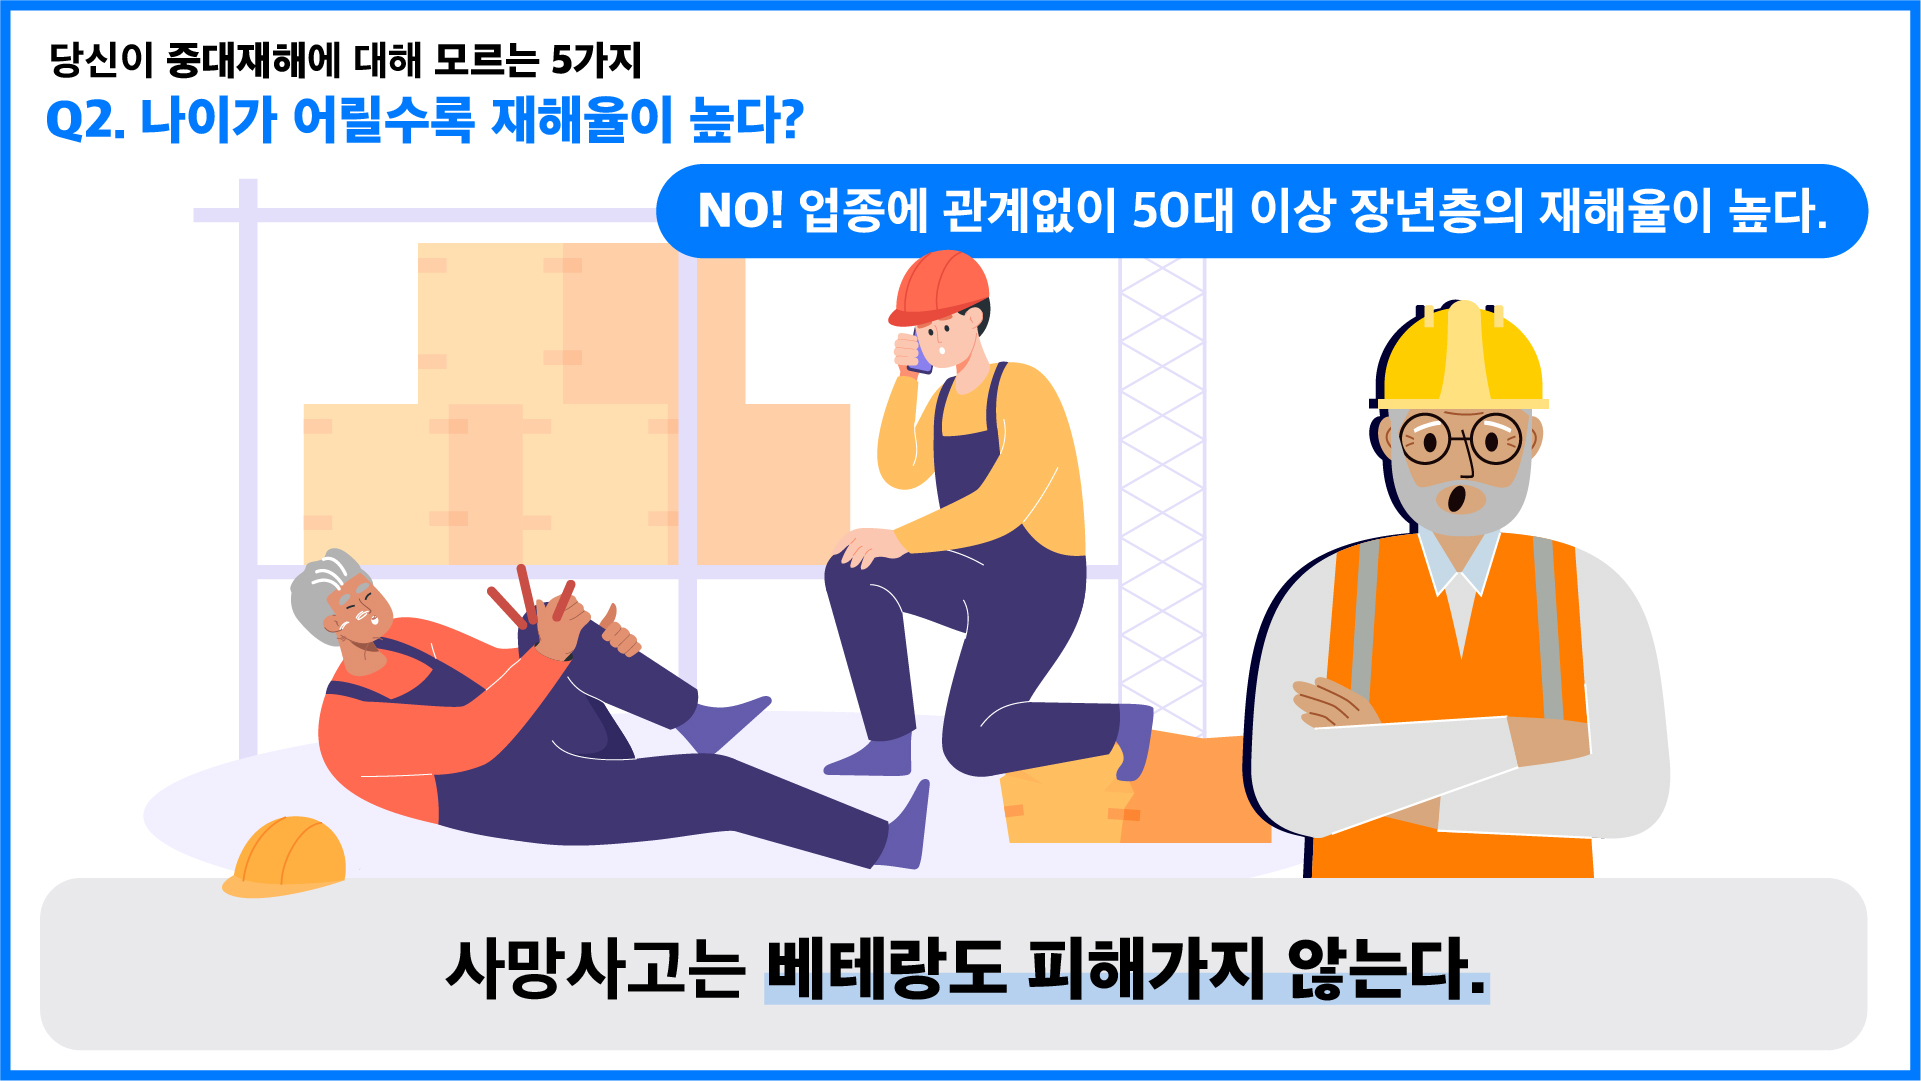 당신이 중대재해에 대해 모르는 5가지
Q2. 나이가 어릴수록 재해율이 높다?
NO! 업종에 관계없이 50대 이상 장년층의 재해율이 높다.
사망사고는 베테랑도 피해가지 않는다.